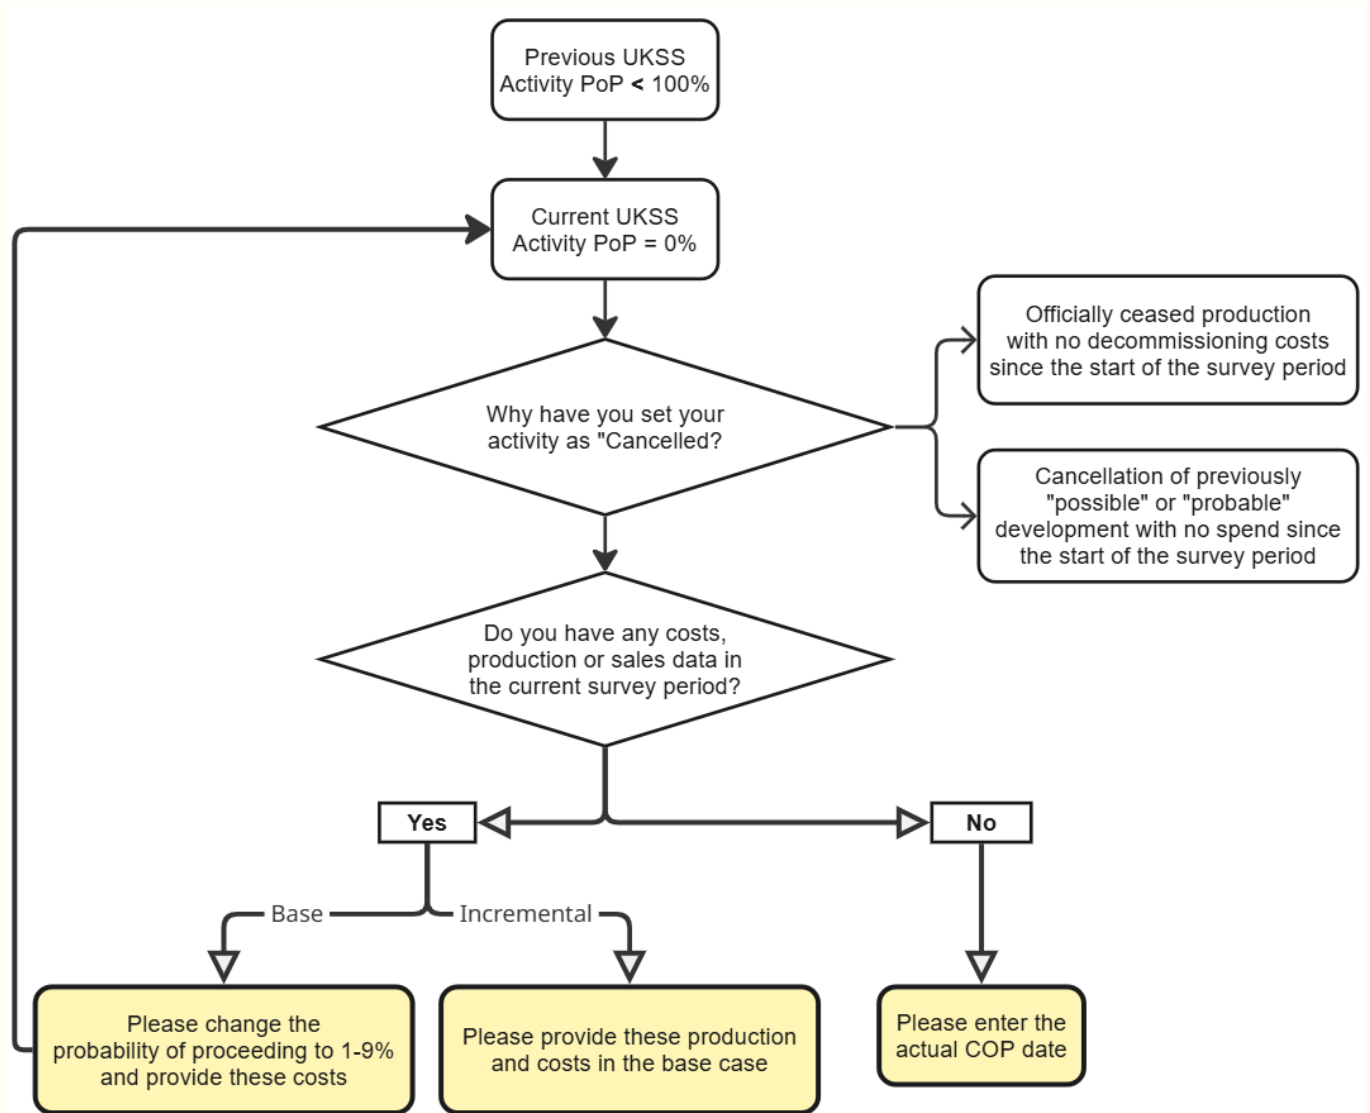 Previous UKSS
Activity PoP < 100%
Current UKSS
Activity PoP = 0%
Officially ceased production
with no decommissioning costs
since the start of the survey period
Why have you set your
activity as "Cancelled?
Cancellation of previously
"possible" or "probable"
development with no spend since
the start of the survey period
Do you have any costs,
production or sales data in
the current survey period?
Yes
No
Base
Incremental
Please change the
probability of proceeding to 1-9%
and provide these costs
Please provide these production
and costs in the base case
Please enter the
actual COP date